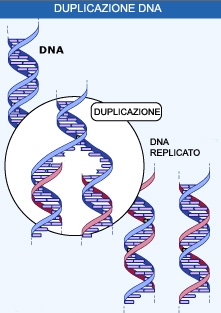 DUPLICAZIONE DNA
DNA
DUPLICAZIONE
DNA
REPLICATO